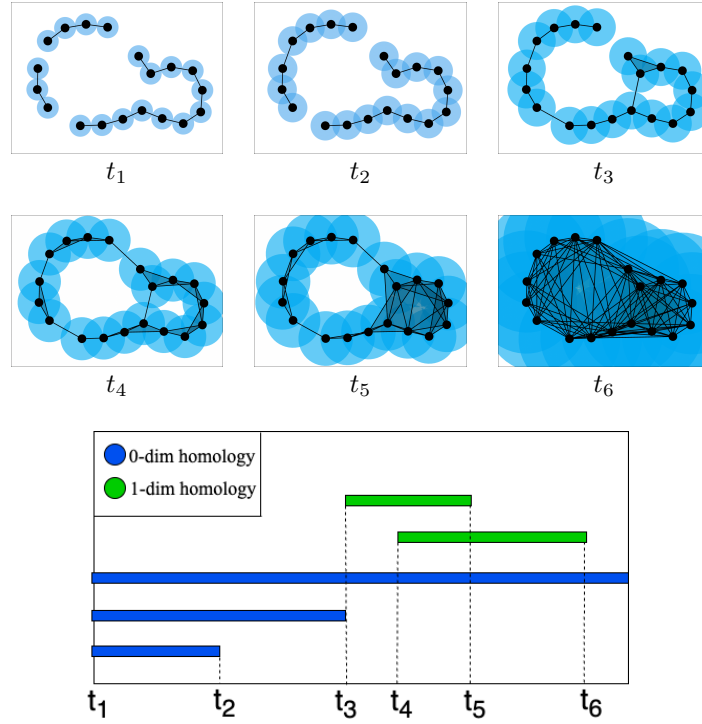 t1 t2 t3
t4 t5 t6
0-dim homology
1-dim homology
t1 t2 t3 t4 t5 t6